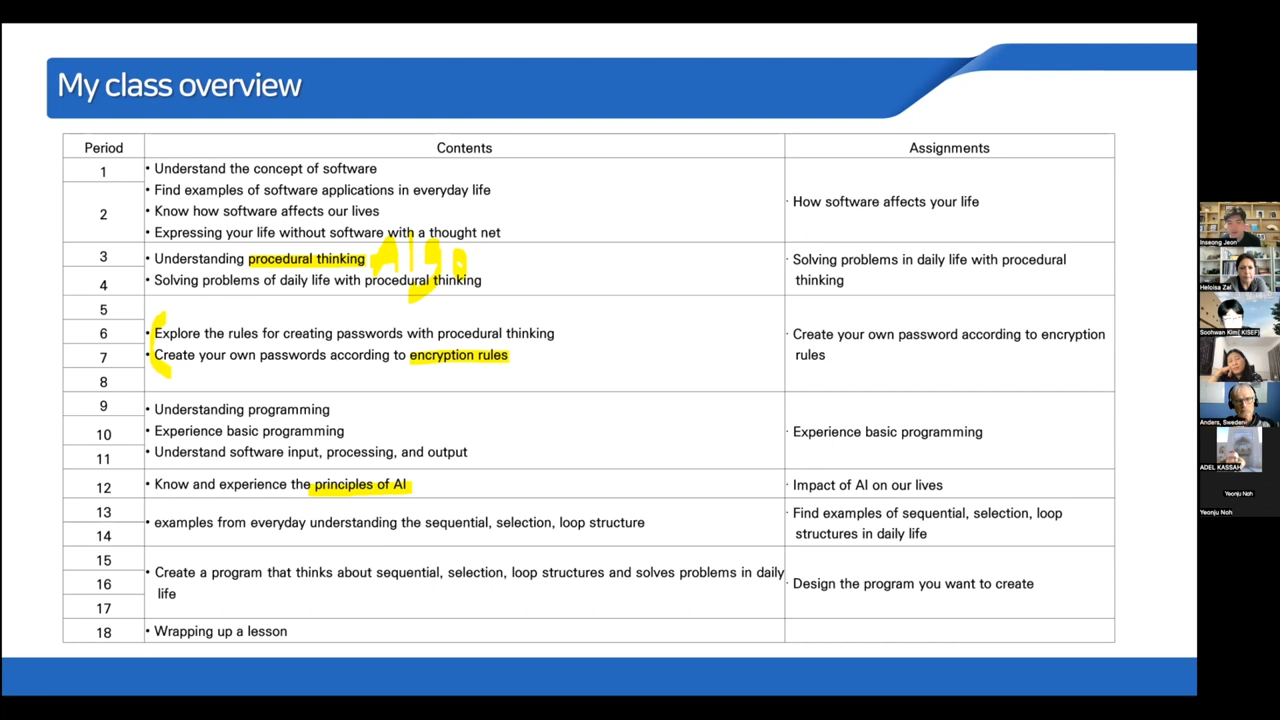 My class overview
Period Contents Assignments
1
• Understand the concept of software
• Find examples of software applications in everyday life
2
• Know how software affects our lives
• Expressing your life without software with a thought net
· How software affects your life
3
• Understanding procedural thinking
Algo
4
• Solving problems of daily life with procedural thinking
· Solving problems in daily life with procedural
thinking
5
6
• Explore the rules for creating passwords with procedural thinking
7
• Create your own passwords according to encryption rules
8
· Create your own password according to encryption
rules
9
• Understanding programming
10
• Experience basic programming
11
• Understand software input, processing, and output
· Experience basic programming
12
• Know and experience the principles of AI
· Impact of AI on our lives
13
14
• examples from everyday understanding the sequential, selection, loop structure
· Find examples of sequential, selection, loop
structures in daily life
15
16
17
• Create a program that thinks about sequential, selection, loop structures and solves problems in daily
life
· Design the program you want to create
18
• Wrapping up a lesson
Inseong Jeon
Heloisa Zal
Soohwan Kim( KISEF)
Anders, Sweden
ADEL KASSAH
Yeonju Noh
Yeonju Noh